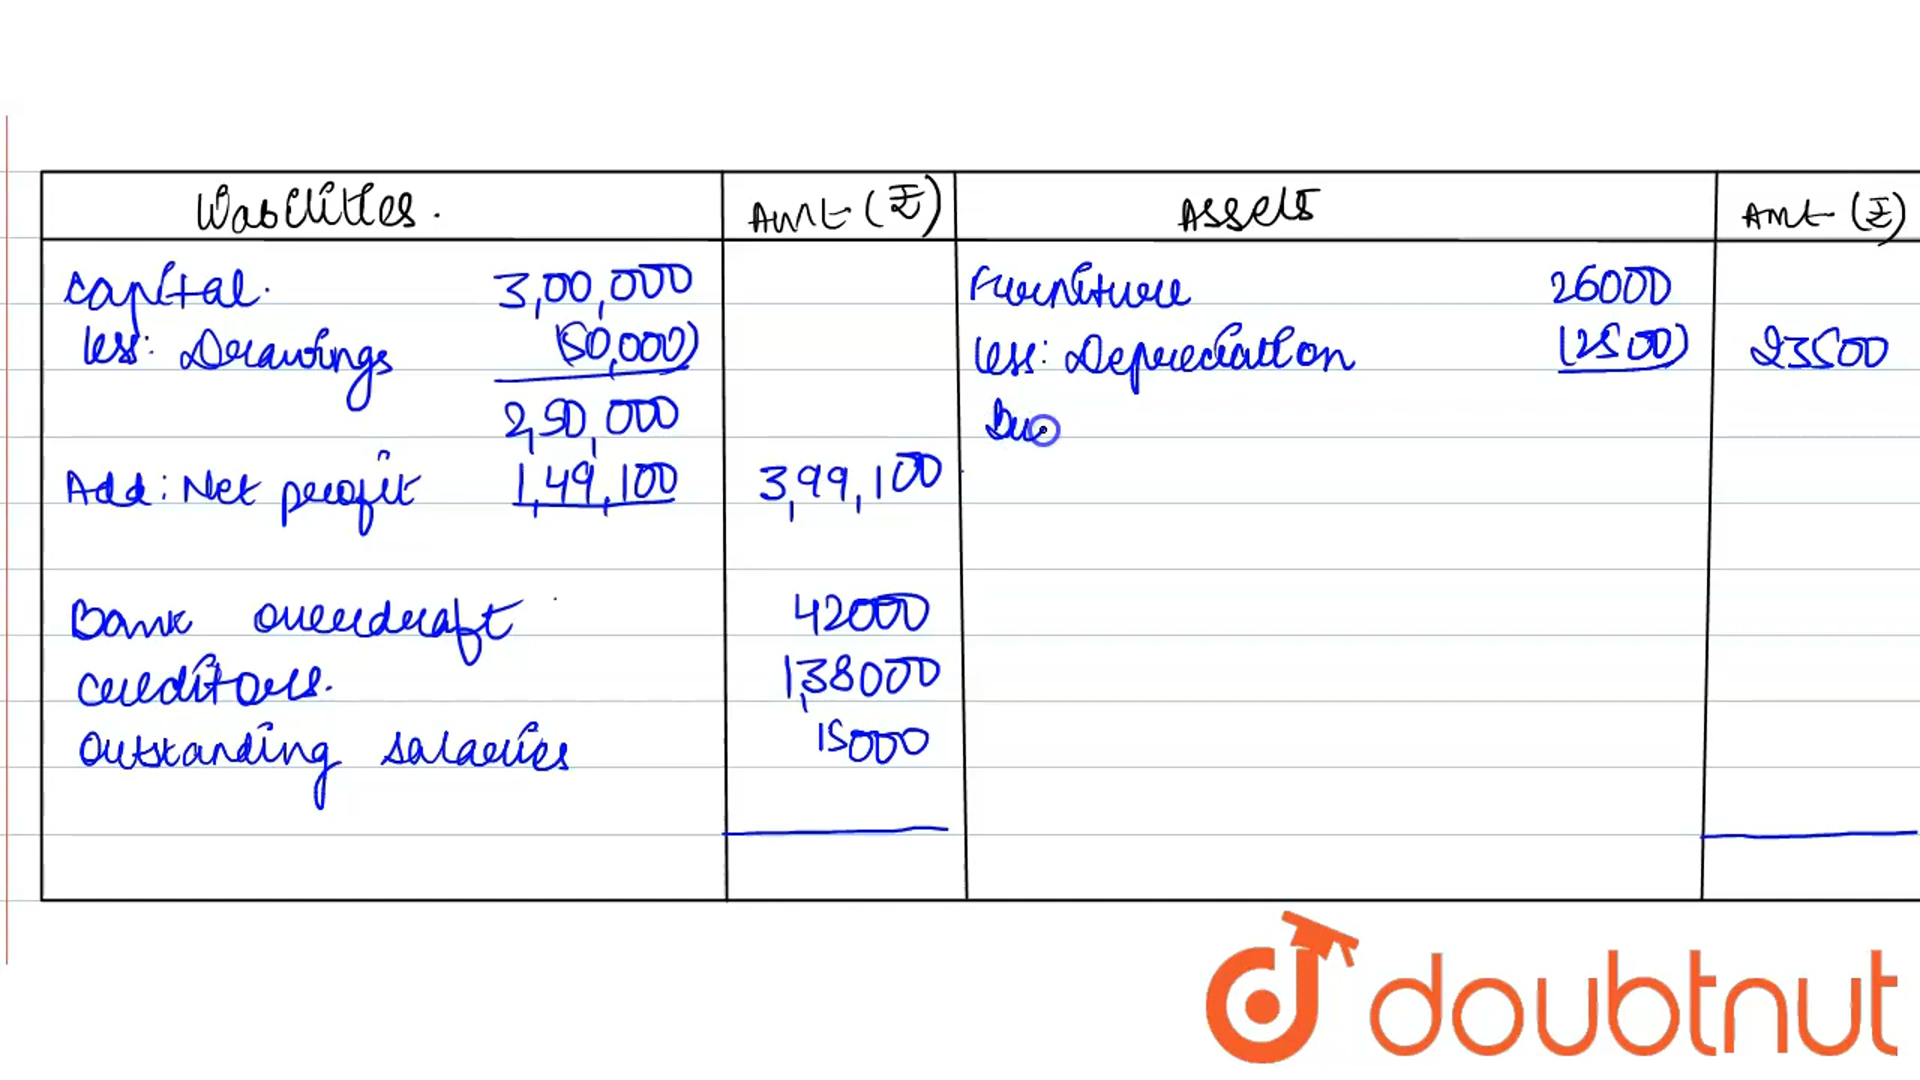 Liabilities. Amt (₹) Assets Amt (₹)
Capital. 3,00,000 Furniture 26000
Less: Drawings (50,000) Less: Depreciation (2500) 23500
2,50,000
Add: Net profit 1,49,100 3,99,100
Bank overdraft 42000
Creditors. 1,38000
Outstanding salaries 15000
doubtnut